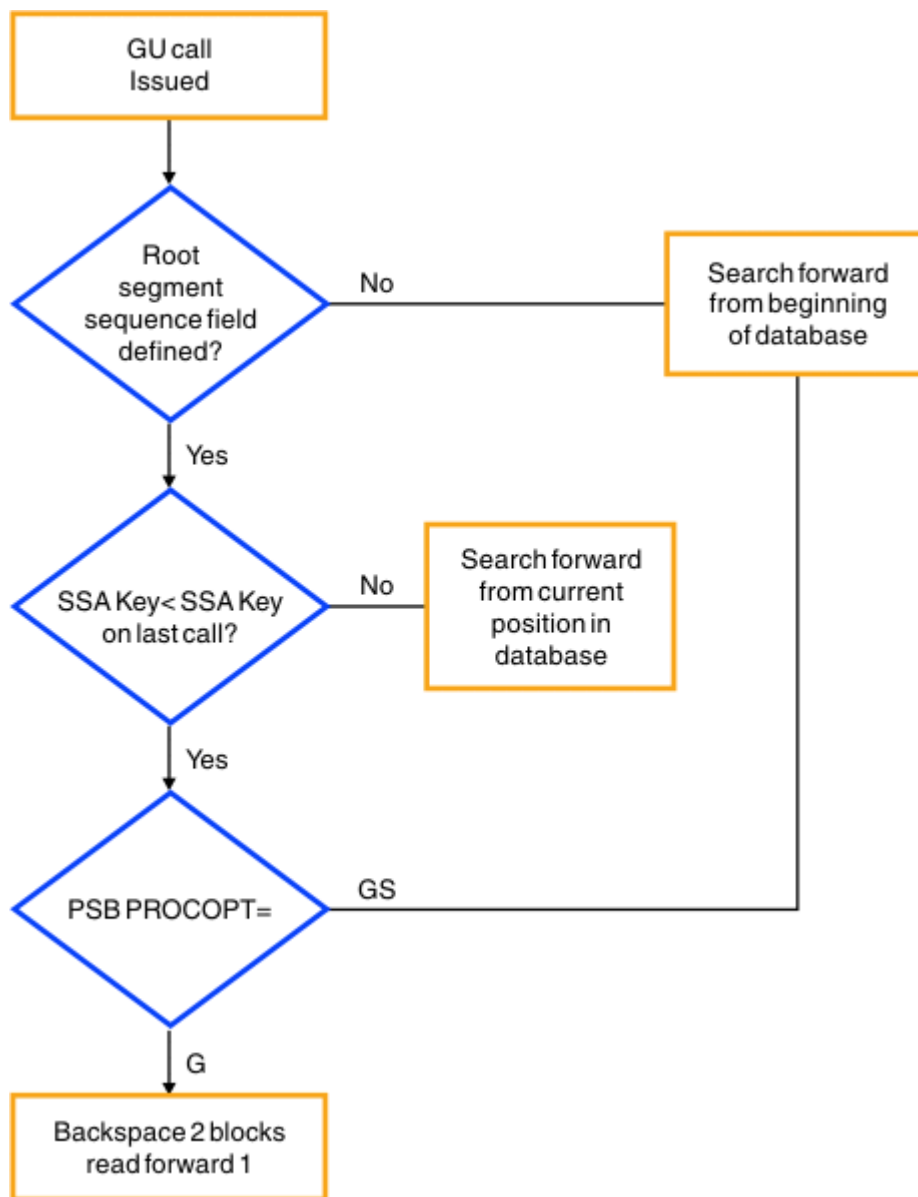 GU call
Issued
Root
segment
sequence field
defined?
No
Search forward
from beginning
of database
Yes
SSA Key< SSA Key
on last call?
No
Search forward
from current
position in
database
Yes
PSB PROCOPT=
GS
G
Backspace 2 blocks
read forward 1